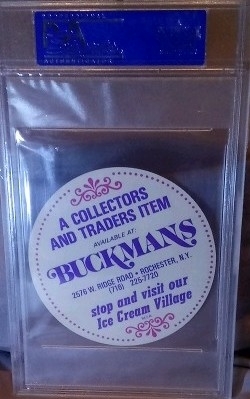 A COLLECTORS
AND TRADERS ITEM
AVAILABLE AT:
BUCKMANS
2576 W. RIDGE ROAD • ROCHESTER, N.Y.
(716) 225-7720
stop and visit our
Ice Cream Village